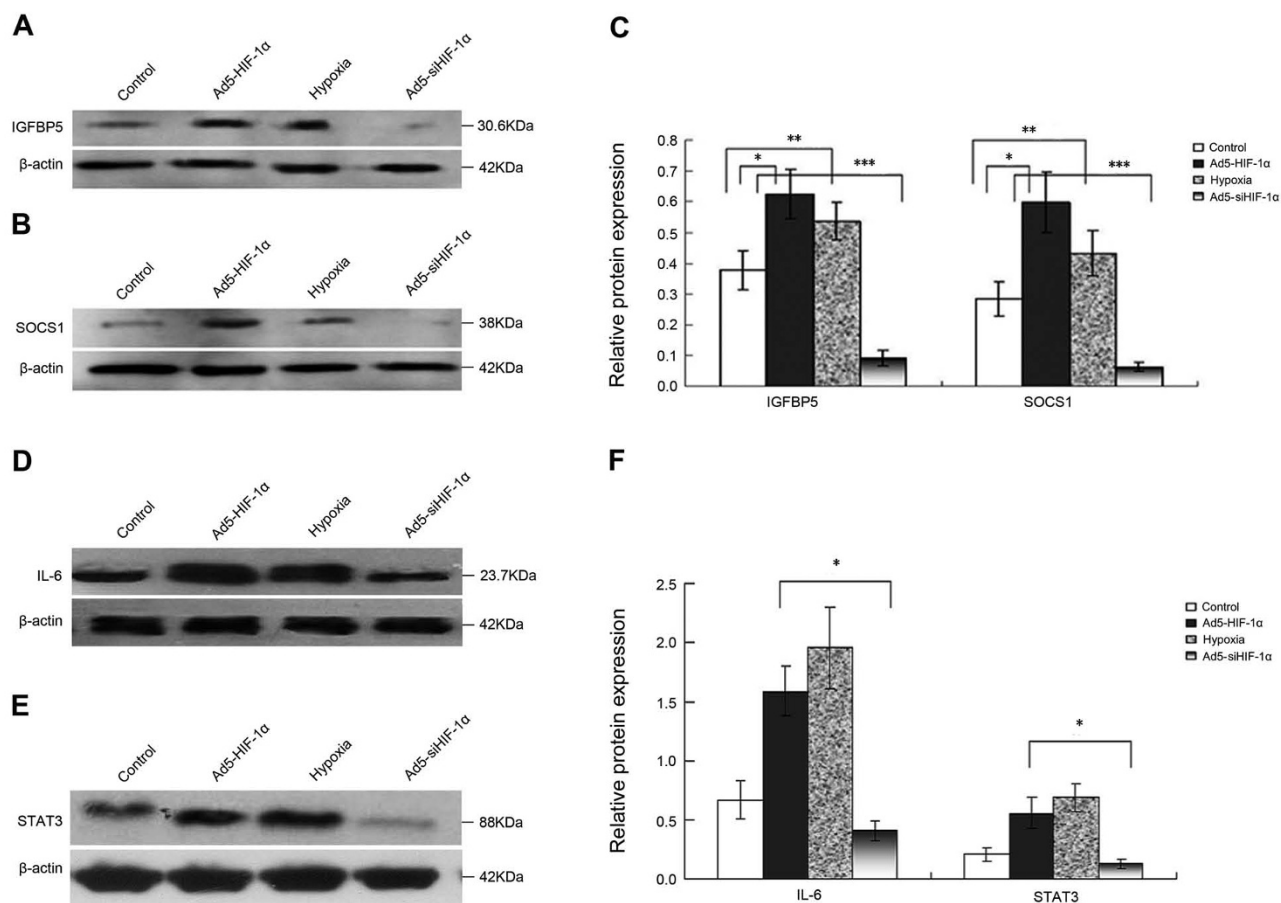 A
Control
Ad5-HIF-1α
Hypoxia
Ad5-siHIF-1α
IGFBP5
30.6KDa
β-actin
42KDa
B
Control
Ad5-HIF-1α
Hypoxia
Ad5-siHIF-1α
SOCS1
38KDa
β-actin
42KDa
C
Relative protein expression
0.8
0.7
0.6
0.5
0.4
0.3
0.2
0.1
0.0
**
*
***
**
*
***
IGFBP5
SOCS1
Control
Ad5-HIF-1α
Hypoxia
Ad5-siHIF-1α
D
Control
Ad5-HIF-1α
Hypoxia
Ad5-siHIF-1α
IL-6
23.7KDa
β-actin
42KDa
E
Control
Ad5-HIF-1α
Hypoxia
Ad5-siHIF-1α
STAT3
88KDa
β-actin
42KDa
F
Relative protein expression
2.5
2.0
1.5
1.0
0.5
0.0
*
*
IL-6
STAT3
Control
Ad5-HIF-1α
Hypoxia
Ad5-siHIF-1α